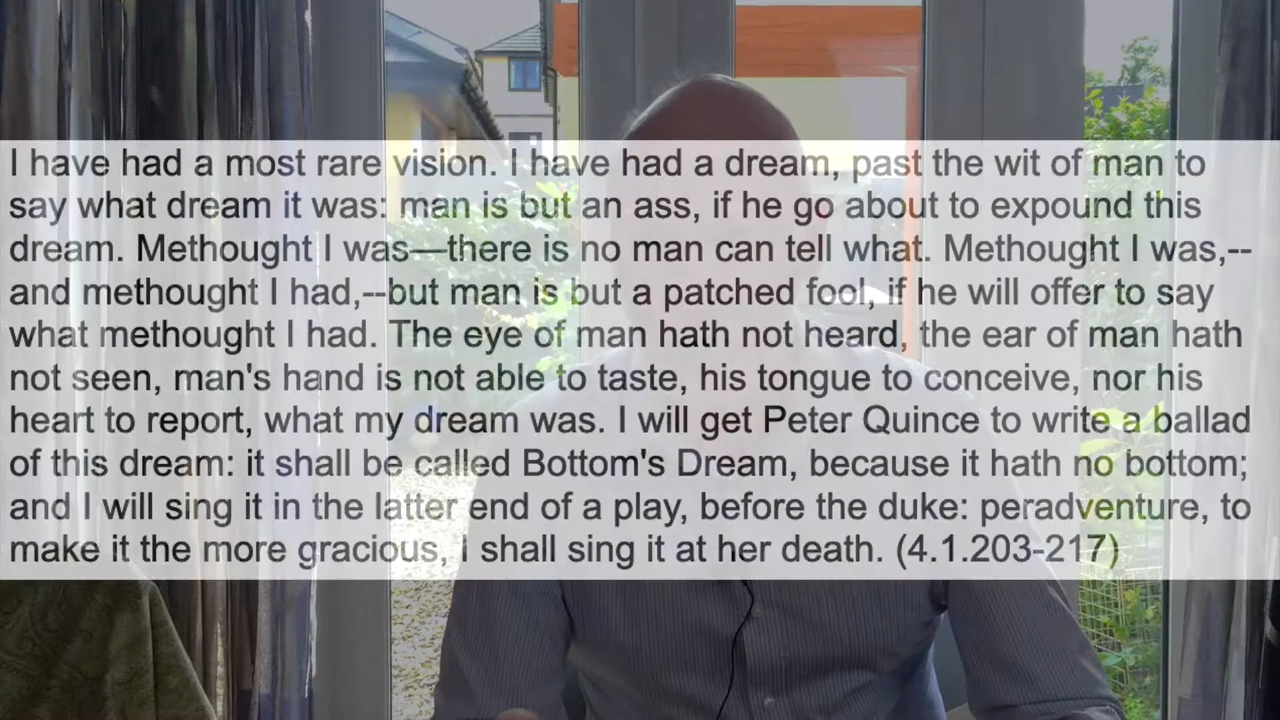 I have had a most rare vision. I have had a dream, past the wit of man to
say what dream it was: man is but an ass, if he go about to expound this
dream. Methought I was—there is no man can tell what. Methought I was,--
and methought I had,--but man is but a patched fool, if he will offer to say
what methought I had. The eye of man hath not heard, the ear of man hath
not seen, man's hand is not able to taste, his tongue to conceive, nor his
heart to report, what my dream was. I will get Peter Quince to write a ballad
of this dream: it shall be called Bottom's Dream, because it hath no bottom;
and I will sing it in the latter end of a play, before the duke: peradventure, to
make it the more gracious, I shall sing it at her death. (4.1.203-217)